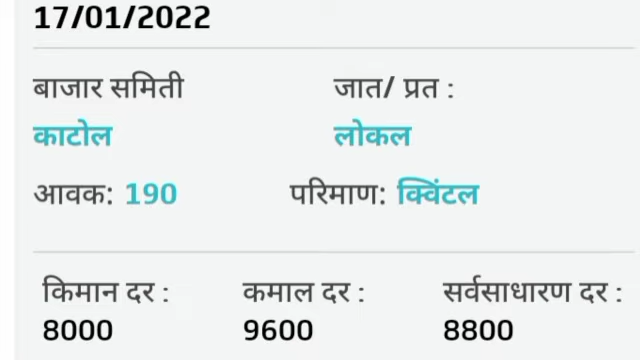 17/01/2022
बाजार समिती जात/ प्रत :
काटोल लोकल
आवक: 190 परिमाण: क्विंटल
किमान दर : कमाल दर : सर्वसाधारण दर :
8000 9600 8800